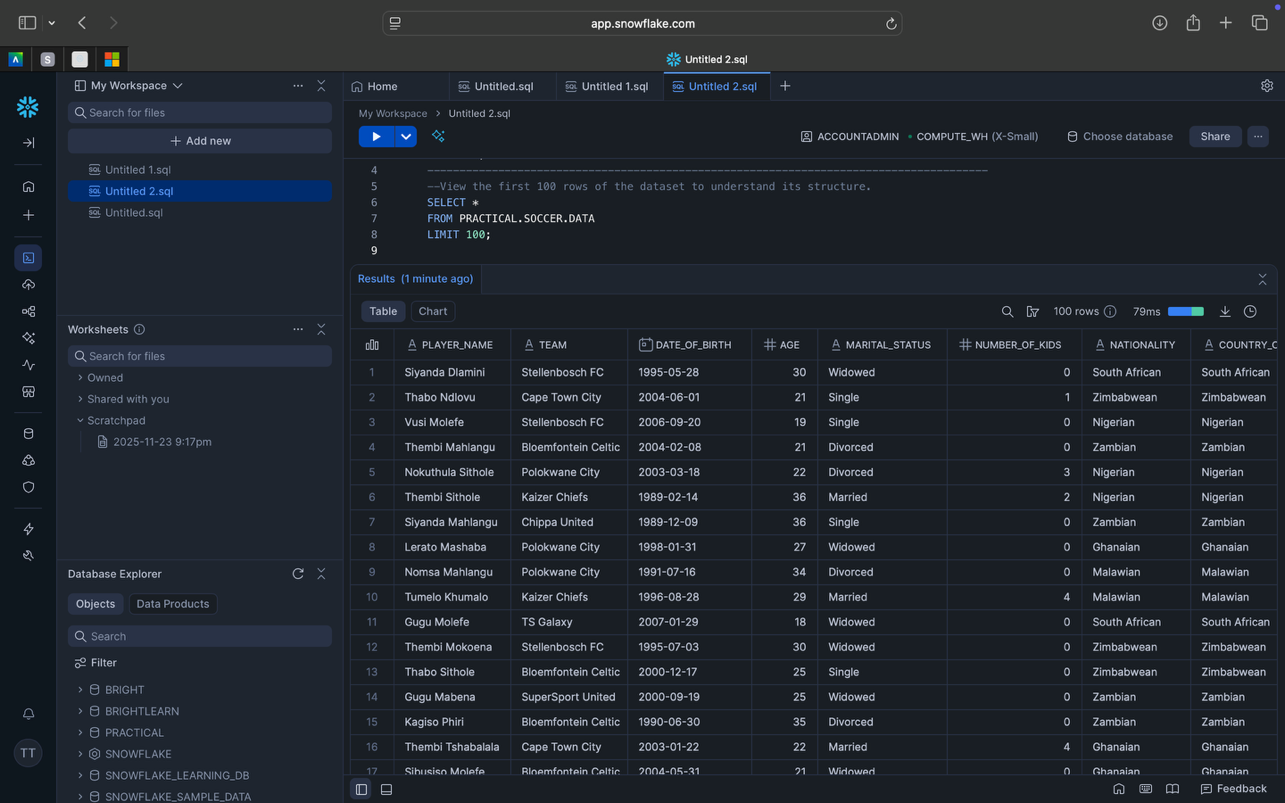 app.snowflake.com
S
Untitled 2.sql
My Workspace
Search for files
+ Add new
Untitled 1.sql
Untitled 2.sql
Untitled.sql
Worksheets
Search for files
Owned
Shared with you
Scratchpad
2025-11-23 9:17pm
Database Explorer
Objects Data Products
Search
Filter
BRIGHT
BRIGHTLEARN
PRACTICAL
SNOWFLAKE
SNOWFLAKE_LEARNING_DB
SNOWFLAKE_SAMPLE_DATA
TT
Home Untitled.sql Untitled 1.sql Untitled 2.sql
My Workspace > Untitled 2.sql
ACCOUNTADMIN • COMPUTE_WH (X-Small) Choose database Share ...
4 --------------------------------------------------------------------------------------
5 --View the first 100 rows of the dataset to understand its structure.
6 SELECT *
7 FROM PRACTICAL.SOCCER.DATA
8 LIMIT 100;
9
Results (1 minute ago)
Table Chart 100 rows 79ms
PLAYER_NAME TEAM DATE_OF_BIRTH AGE MARITAL_STATUS NUMBER_OF_KIDS NATIONALITY COUNTRY_C
1 Siyanda Dlamini Stellenbosch FC 1995-05-28 30 Widowed 0 South African South African
2 Thabo Ndlovu Cape Town City 2004-06-01 21 Single 1 Zimbabwean Zimbabwean
3 Vusi Molefe Stellenbosch FC 2006-09-20 19 Single 0 Nigerian Nigerian
4 Thembi Mahlangu Bloemfontein Celtic 2004-02-08 21 Divorced 0 Zambian Zambian
5 Nokuthula Sithole Polokwane City 2003-03-18 22 Divorced 3 Nigerian Nigerian
6 Thembi Sithole Kaizer Chiefs 1989-02-14 36 Married 2 Nigerian Nigerian
7 Siyanda Mahlangu Chippa United 1989-12-09 36 Single 0 Zambian Zambian
8 Lerato Mashaba Polokwane City 1998-01-31 27 Widowed 0 Ghanaian Ghanaian
9 Nomsa Mahlangu Polokwane City 1991-07-16 34 Divorced 0 Malawian Malawian
10 Tumelo Khumalo Kaizer Chiefs 1996-08-28 29 Married 4 Malawian Malawian
11 Gugu Molefe TS Galaxy 2007-01-29 18 Widowed 0 South African South African
12 Thembi Mokoena Stellenbosch FC 1995-07-03 30 Widowed 0 Zimbabwean Zimbabwean
13 Thabo Sithole Bloemfontein Celtic 2000-12-17 25 Single 0 Zimbabwean Zimbabwean
14 Gugu Mabena SuperSport United 2000-09-19 25 Widowed 0 Zambian Zambian
15 Kagiso Phiri Bloemfontein Celtic 1990-06-30 35 Divorced 0 Zambian Zambian
16 Thembi Tshabalala Cape Town City 2003-01-22 22 Married 4 Ghanaian Ghanaian
17 Sibusiso Molefe Bloemfontein Celtic 2004-05-31 21 Widowed 0 Ghanaian Ghanaian
Feedback